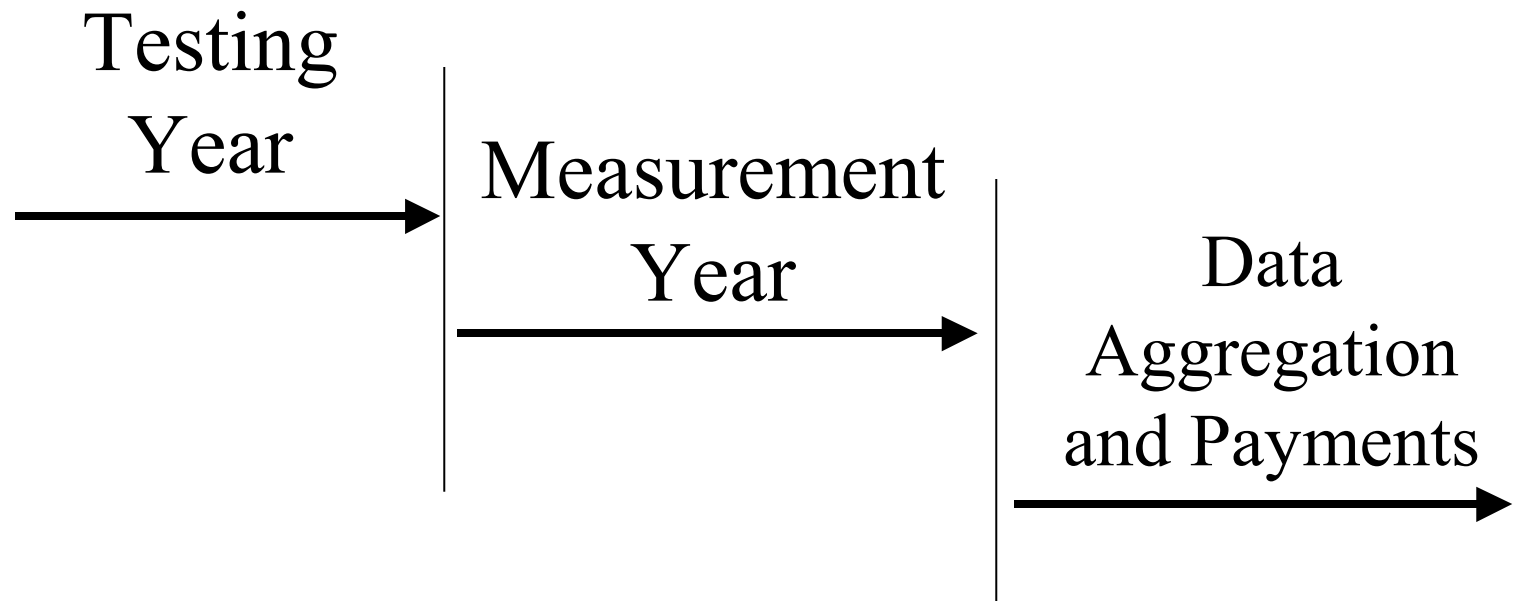 Testing
Year
Measurement
Year
Data
Aggregation
and Payments